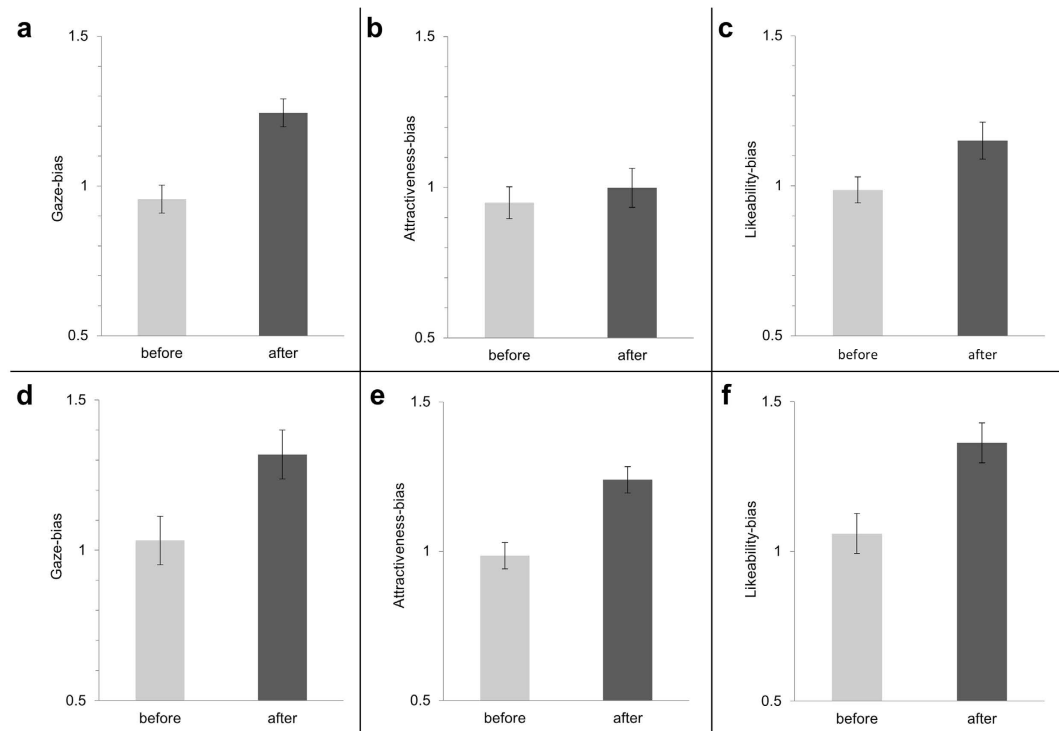 a
1.5
Gaze-bias
1
0.5
before after
b
1.5
Attractiveness-bias
1
0.5
before after
c
1.5
Likeability-bias
1
0.5
before after
d
1.5
Gaze-bias
1
0.5
before after
e
1.5
Attractiveness-bias
1
0.5
before after
f
1.5
Likeability-bias
1
0.5
before after